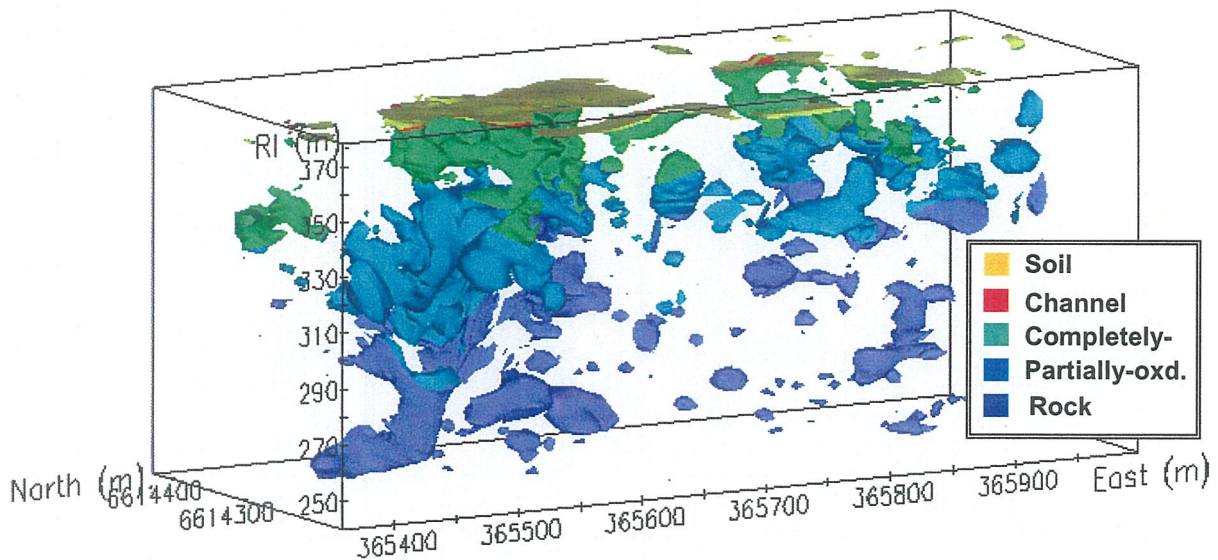 Rl (m)
370
350
330
310
290
270
250
North (m)
6614400
6614300
365400
365500
365600
365700
365800
365900
East (m)
Soil
Channel
Completely-
Partially-oxd.
Rock